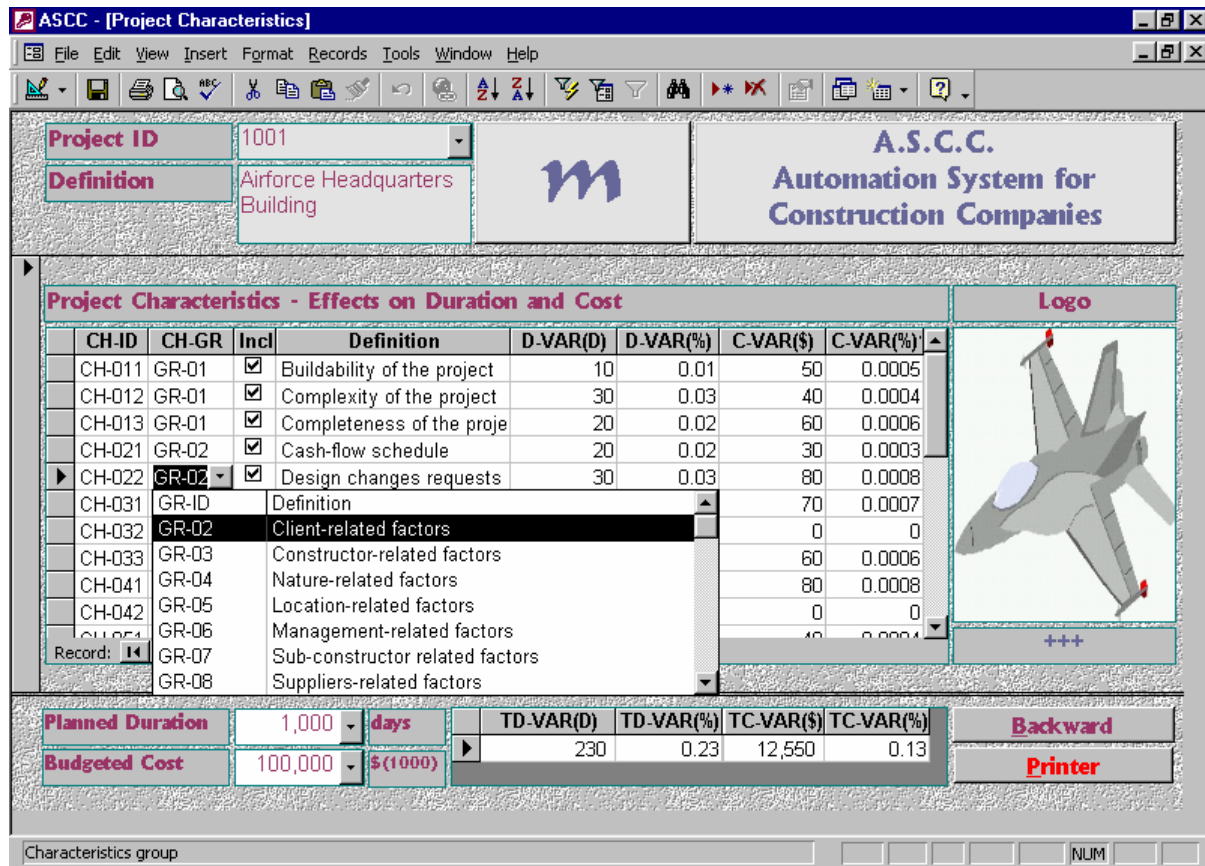 ASCC - [Project Characteristics]
File Edit View Insert Format Records Tools Window Help
Project ID 1001
Definition Airforce Headquarters
Building
m
A.S.C.C.
Automation System for
Construction Companies
Project Characteristics - Effects on Duration and Cost
Logo
CH-ID CH-GR Incl Definition D-VAR(D) D-VAR(%) C-VAR($) C-VAR(%)
CH-011 GR-01 Buildability of the project 10 0.01 50 0.0005
CH-012 GR-01 Complexity of the project 30 0.03 40 0.0004
CH-013 GR-01 Completeness of the proje 20 0.02 60 0.0006
CH-021 GR-02 Cash-flow schedule 20 0.02 30 0.0003
CH-022 GR-02 Design changes requests 30 0.03 80 0.0008
CH-031 GR-ID Definition 70 0.0007
CH-032 GR-02 Client-related factors 0 0
CH-033 GR-03 Constructor-related factors 60 0.0006
CH-041 GR-04 Nature-related factors 80 0.0008
CH-042 GR-05 Location-related factors 0 0
GR-06 Management-related factors
Record: GR-07 Sub-constructor related factors
GR-08 Suppliers-related factors
+++
Planned Duration 1,000 days
Budgeted Cost 100,000 $(1000)
TD-VAR(D) TD-VAR(%) TC-VAR($) TC-VAR(%)
230 0.23 12,550 0.13
Backward
Printer
Characteristics group NUM